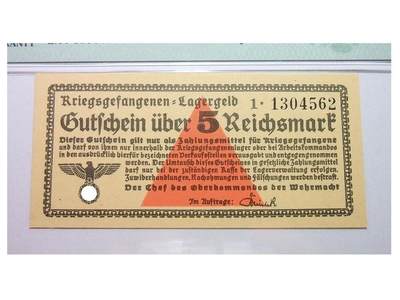 Kriegsgefangenen-Lagergeld
1 · 1304562
Gutschein über 5 Reichsmark
Dieser Gutschein gilt nur als Zahlungsmittel für Kriegsgefangene
und darf von ihnen nur innerhalb der Kriegsgefangenenlager oder bei Arbeitskommandos
in den ausdrücklich hierfür bezeichneten Verkaufsstellen verausgabt und entgegengenommen
werden. Der Umtausch dieses Gutscheins in gesetzliche Zahlungsmittel
darf nur bei der zuständigen Kasse der Lagerverwaltung erfolgen.
Zuwiderhandlungen, Nachahmungen und Fälschungen werden bestraft.
Der Chef des Oberkommandos der Wehrmacht
Im Auftrage: